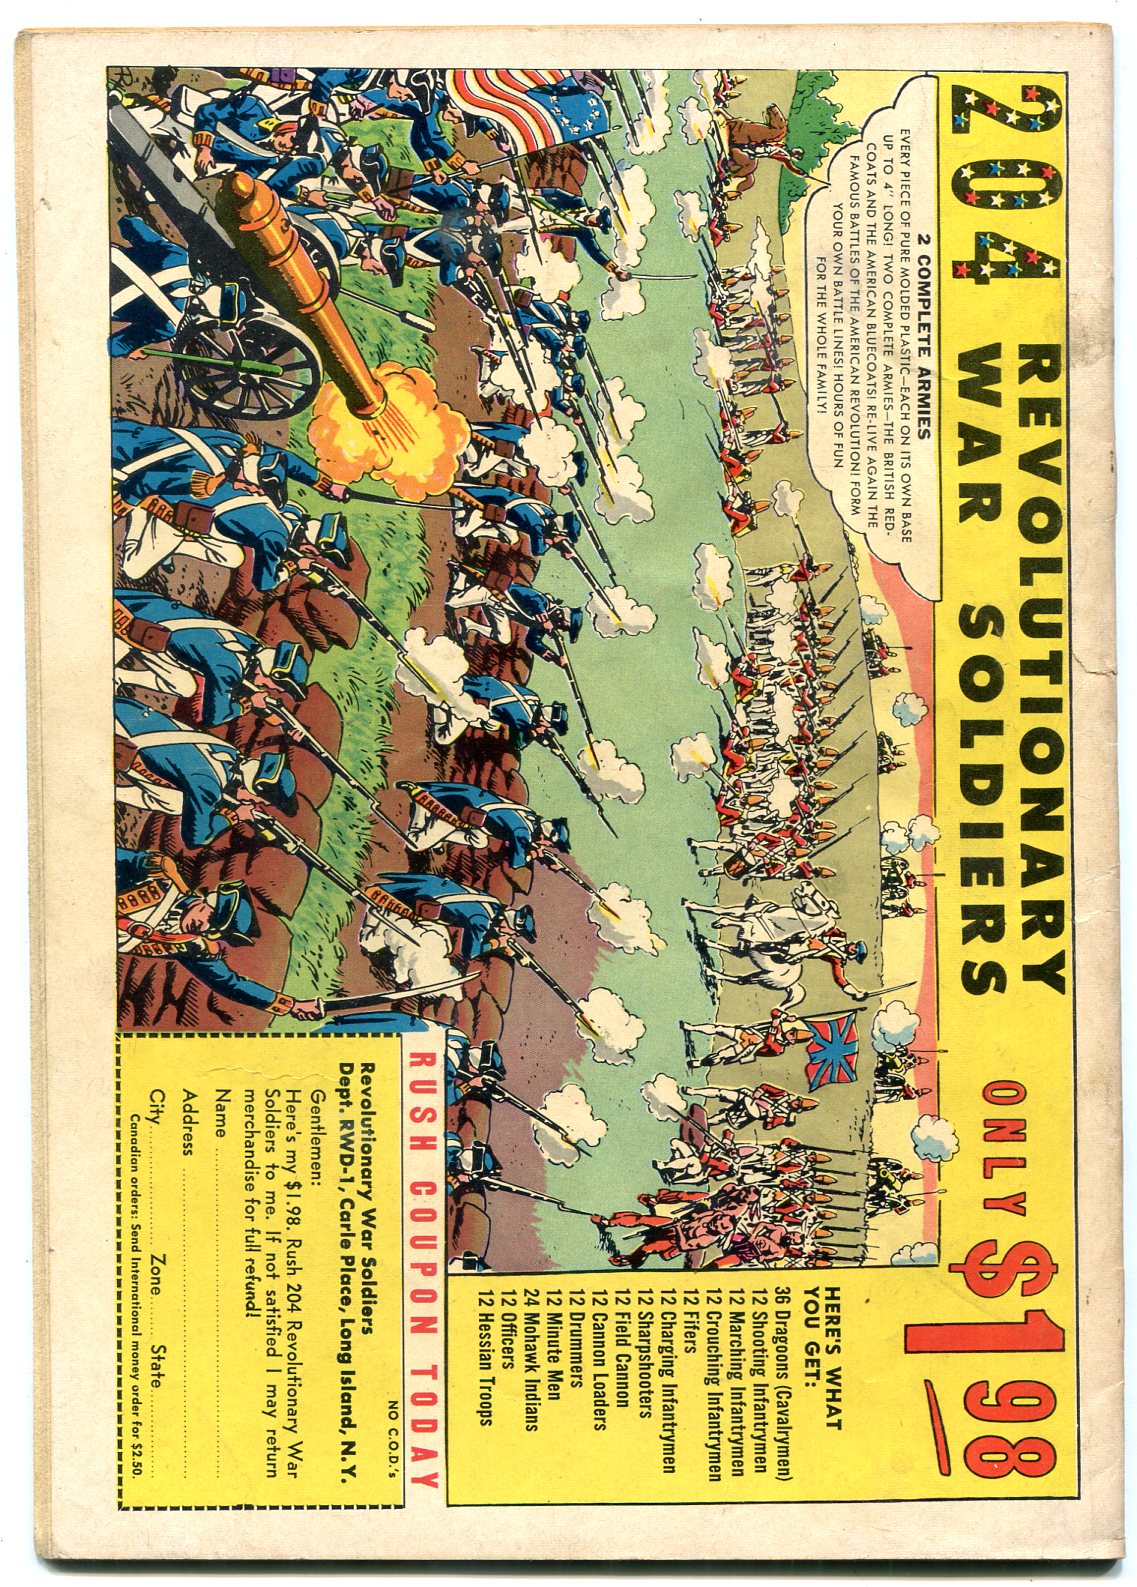 204 REVOLUTIONARY
WAR SOLDIERS
ONLY $1.98
2 COMPLETE ARMIES
EVERY PIECE OF PURE MOLDED PLASTIC—EACH ON ITS OWN BASE
UP TO 4" LONG! TWO COMPLETE ARMIES—THE BRITISH RED-
COATS AND THE AMERICAN BLUECOATS! RE-LIVE AGAIN THE
FAMOUS BATTLES OF THE AMERICAN REVOLUTION! FORM
YOUR OWN BATTLE LINES! HOURS OF FUN
FOR THE WHOLE FAMILY!
HERE'S WHAT
YOU GET:
36 Dragoons (Cavalrymen)
12 Shooting Infantrymen
12 Marching Infantrymen
12 Crouching Infantrymen
12 Fifers
12 Charging Infantrymen
12 Sharpshooters
12 Field Cannon
12 Cannon Loaders
12 Drummers
12 Minute Men
24 Mohawk Indians
12 Officers
12 Hessian Troops
RUSH COUPON TODAY
NO C.O.D.'s
Revolutionary War Soldiers
Dept. RWD-1, Carle Place, Long Island, N.Y.
Gentlemen:
Here's my $1.98. Rush 204 Revolutionary War
Soldiers to me. If not satisfied I may return
merchandise for full refund!
Name
Address
City Zone State
Canadian orders: Send International money order for $2.50.